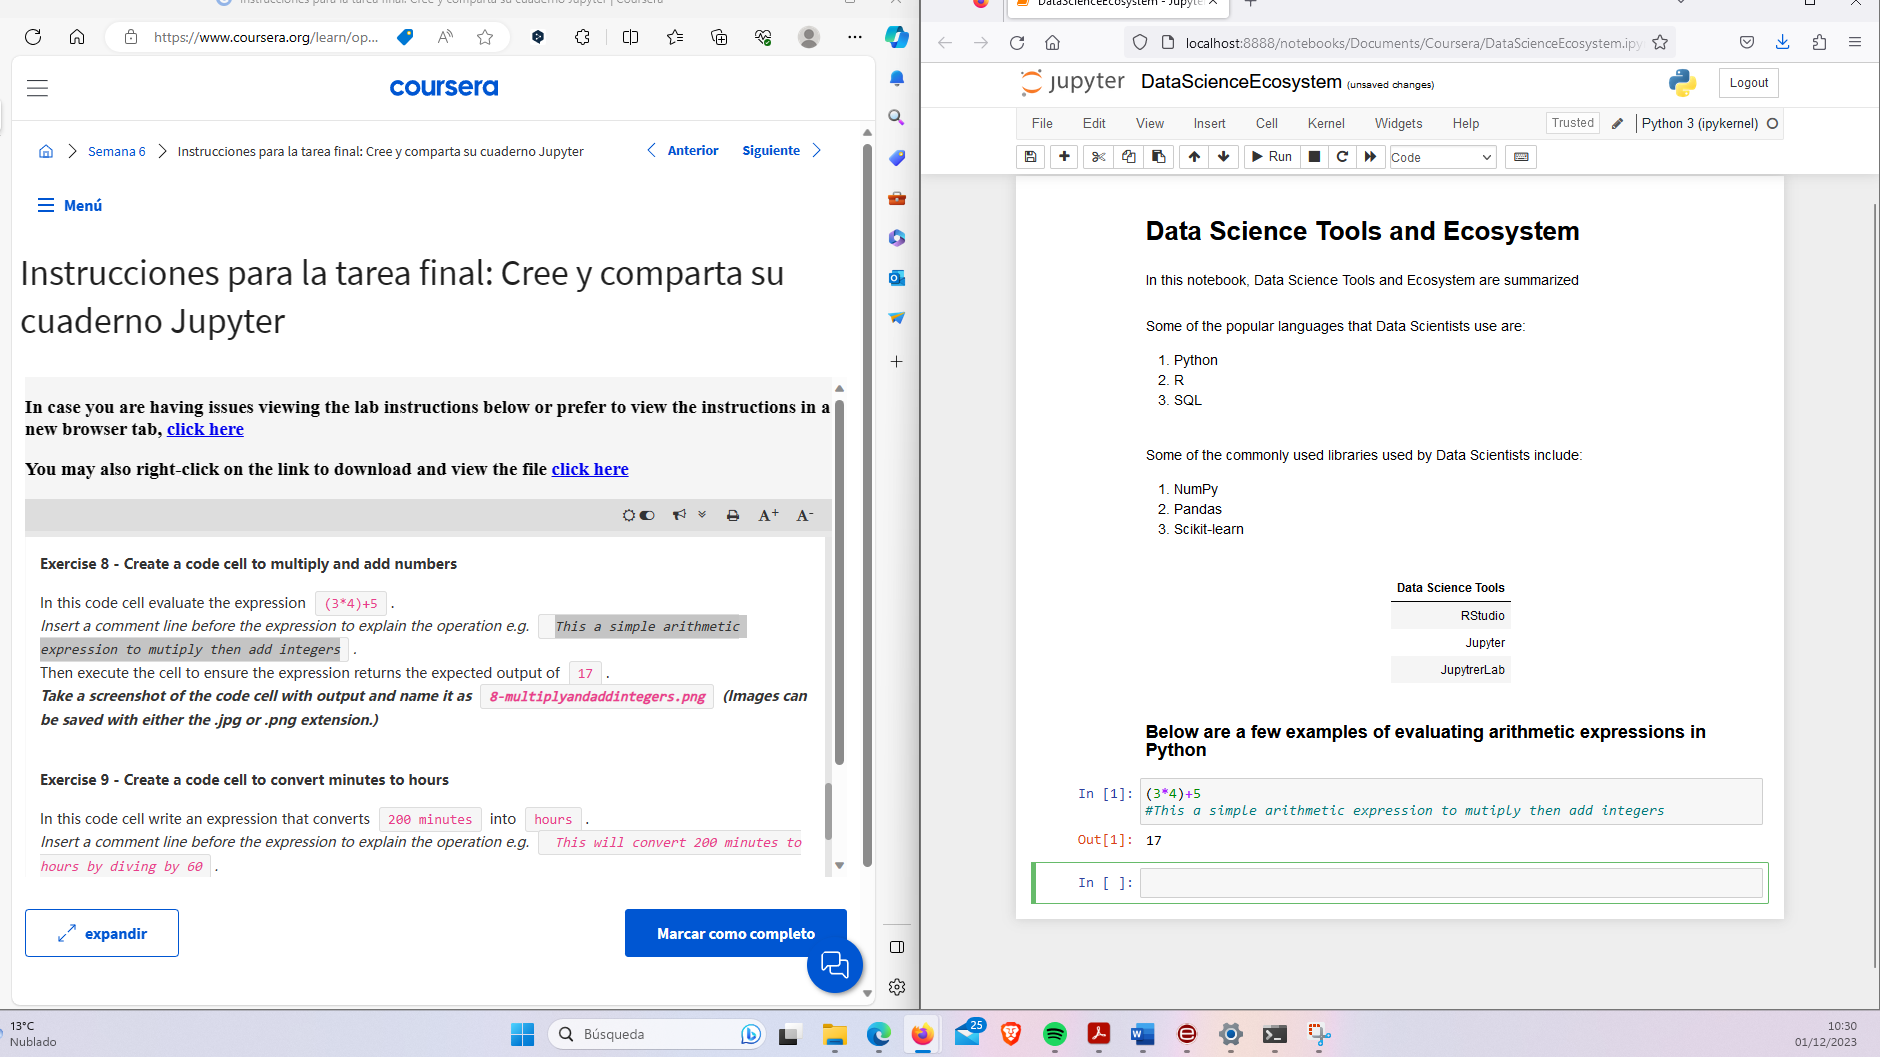 Instrucciones para la tarea final: Cree y comparta su cuaderno Jupyter | Coursera
https://www.coursera.org/learn/op...
coursera
Semana 6
Instrucciones para la tarea final: Cree y comparta su cuaderno Jupyter
Anterior
Siguiente
Menú
Instrucciones para la tarea final: Cree y comparta su
cuaderno Jupyter
In case you are having issues viewing the lab instructions below or prefer to view the instructions in a
new browser tab, click here
You may also right-click on the link to download and view the file click here
A+ A-
Exercise 8 - Create a code cell to multiply and add numbers
In this code cell evaluate the expression (3*4)+5 .
Insert a comment line before the expression to explain the operation e.g. This a simple arithmetic
expression to mutiply then add integers .
Then execute the cell to ensure the expression returns the expected output of 17 .
Take a screenshot of the code cell with output and name it as 8-multiplyandaddintegers.png (Images can
be saved with either the .jpg or .png extension.)
Exercise 9 - Create a code cell to convert minutes to hours
In this code cell write an expression that converts 200 minutes into hours .
Insert a comment line before the expression to explain the operation e.g. This will convert 200 minutes to
hours by diving by 60 .
expandir
Marcar como completo
DataScienceEcosystem - Jupyte
localhost:8888/notebooks/Documents/Coursera/DataScienceEcosystem.ipy
jupyter DataScienceEcosystem (unsaved changes)
Logout
File Edit View Insert Cell Kernel Widgets Help
Trusted
Python 3 (ipykernel)
Run
Code
Data Science Tools and Ecosystem
In this notebook, Data Science Tools and Ecosystem are summarized
Some of the popular languages that Data Scientists use are:
1. Python
2. R
3. SQL
Some of the commonly used libraries used by Data Scientists include:
1. NumPy
2. Pandas
3. Scikit-learn
Data Science Tools
RStudio
Jupyter
JupytrerLab
Below are a few examples of evaluating arithmetic expressions in
Python
In [1]: (3*4)+5
#This a simple arithmetic expression to mutiply then add integers
Out[1]: 17
In [ ]:
13°C
Nublado
Búsqueda
25
10:30
01/12/2023